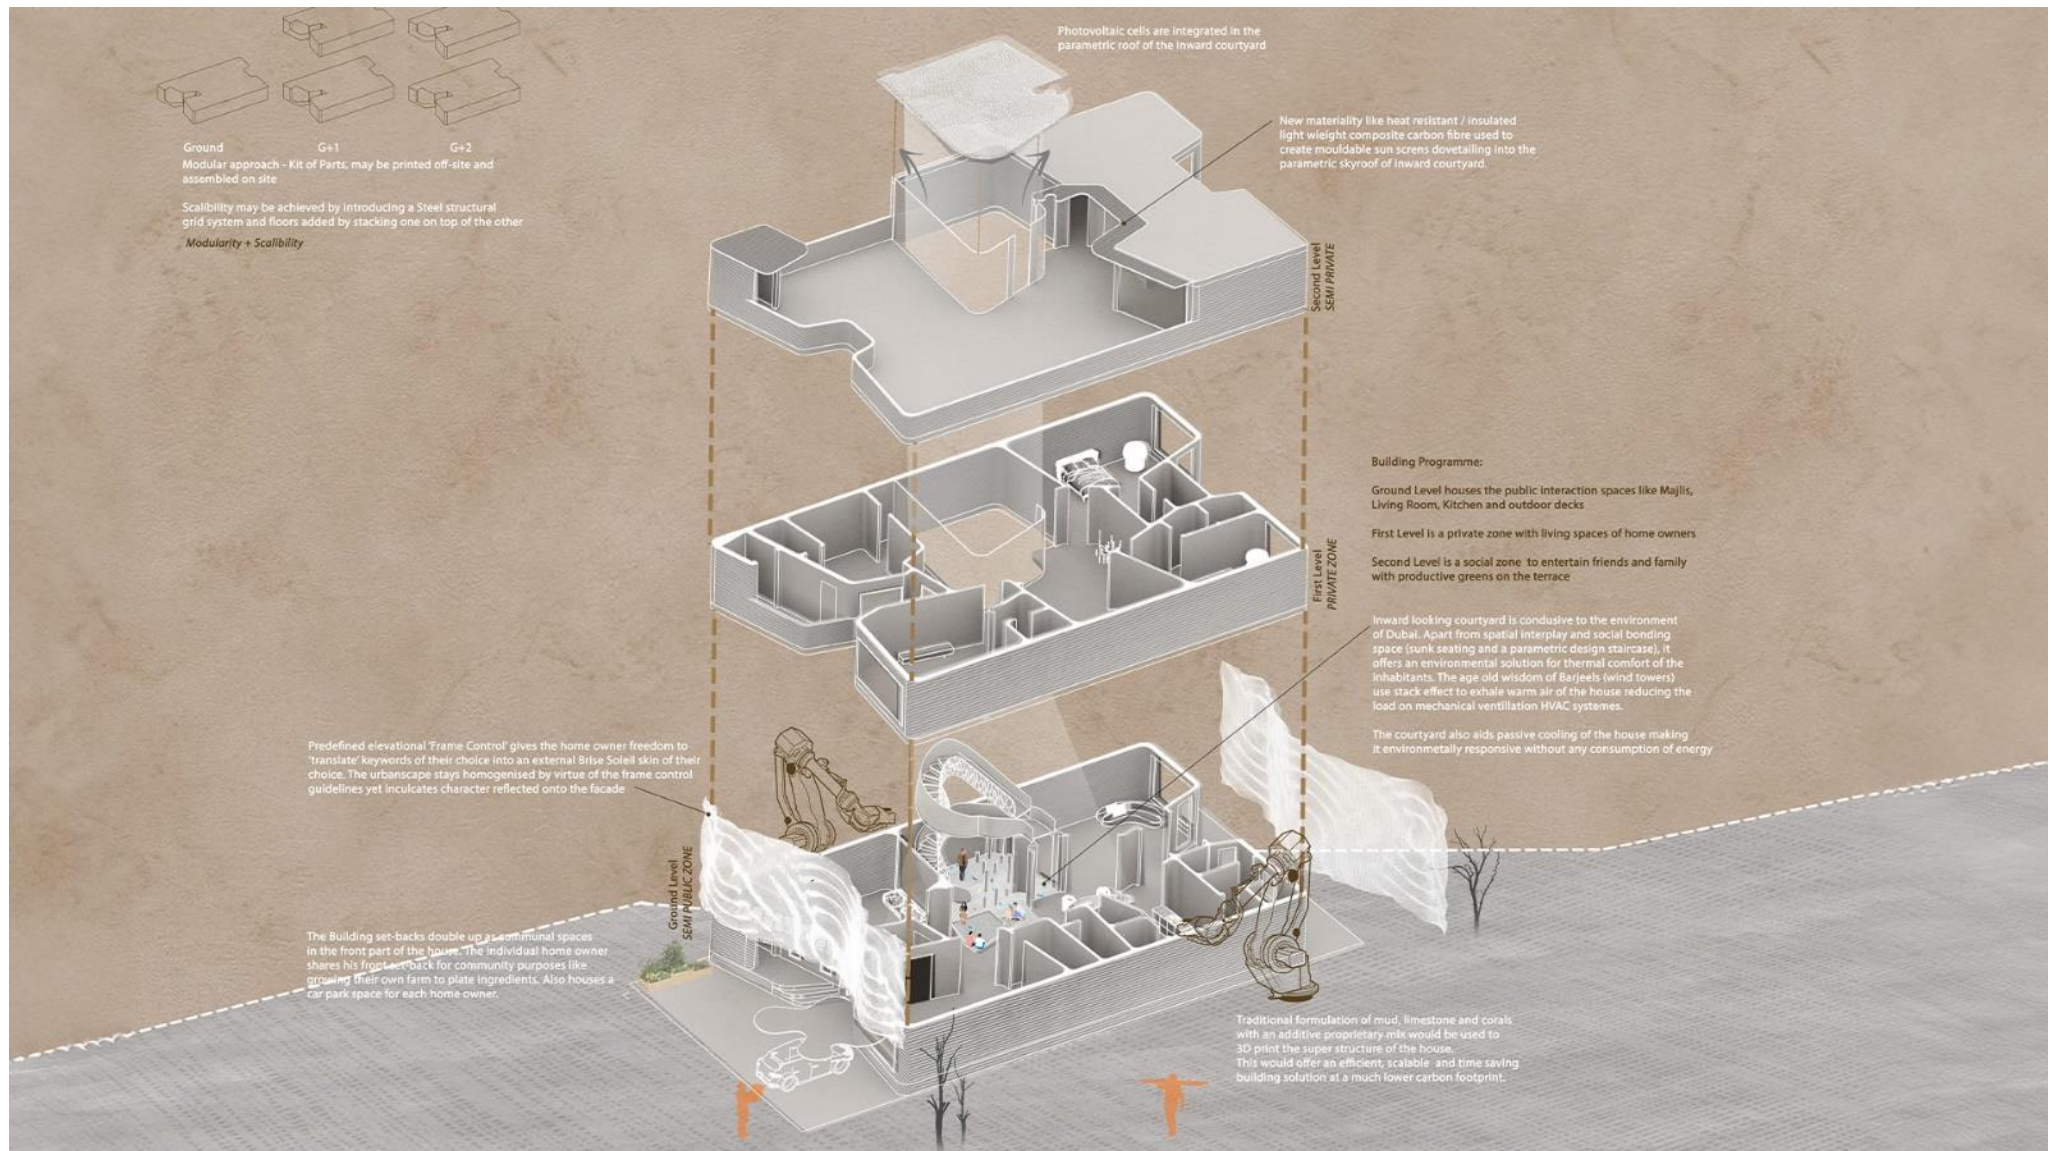 Photovoltaic cells are integrated in the
parametric roof of the inward courtyard
New materiality like heat resistant / insulated
light wieight composite carbon fibre used to
create mouldable sun screns dovetailing into the
parametric skyroof of inward courtyard.
Ground G+1 G+2
Modular approach - Kit of Parts, may be printed off-site and
assembled on site
Scalibility may be achieved by introducing a Steel structural
grid system and floors added by stacking one on top of the other
Modularity + Scalibility
Second Level
SEMI PRIVATE
Building Programme:
Ground Level houses the public interaction spaces like Majlis,
Living Room, Kitchen and outdoor decks
First Level is a private zone with living spaces of home owners
Second Level is a social zone to entertain friends and family
with productive greens on the terrace
First Level
PRIVATE ZONE
Inward looking courtyard is condusive to the environment
of Dubai. Apart from spatial interplay and social bonding
space (sunk seating and a parametric design staircase), it
offers an environmental solution for thermal comfort of the
inhabitants. The age old wisdom of Barjeels (wind towers)
use stack effect to exhale warm air of the house reducing the
load on mechanical ventillation HVAC systemes.
The courtyard also aids passive cooling of the house making
it environmetally responsive without any consumption of energy
Predefined elevational 'Frame Control' gives the home owner freedom to
'translate' keywords of their choice into an external Brise Soleil skin of their
choice. The urbanscape stays homogenised by virtue of the frame control
guidelines yet inculcates character reflected onto the facade
Ground Level
SEMI PUBLIC ZONE
The Building set-backs double up as communal spaces
in the front part of the house. The individual home owner
shares his front set-back for community purposes like
growing their own farm to plate ingredients. Also houses a
car park space for each home owner.
Traditional formulation of mud, limestone and corals
with an additive proprietary mix would be used to
3D print the super structure of the house.
This would offer an efficient, scalable and time saving
building solution at a much lower carbon footprint.